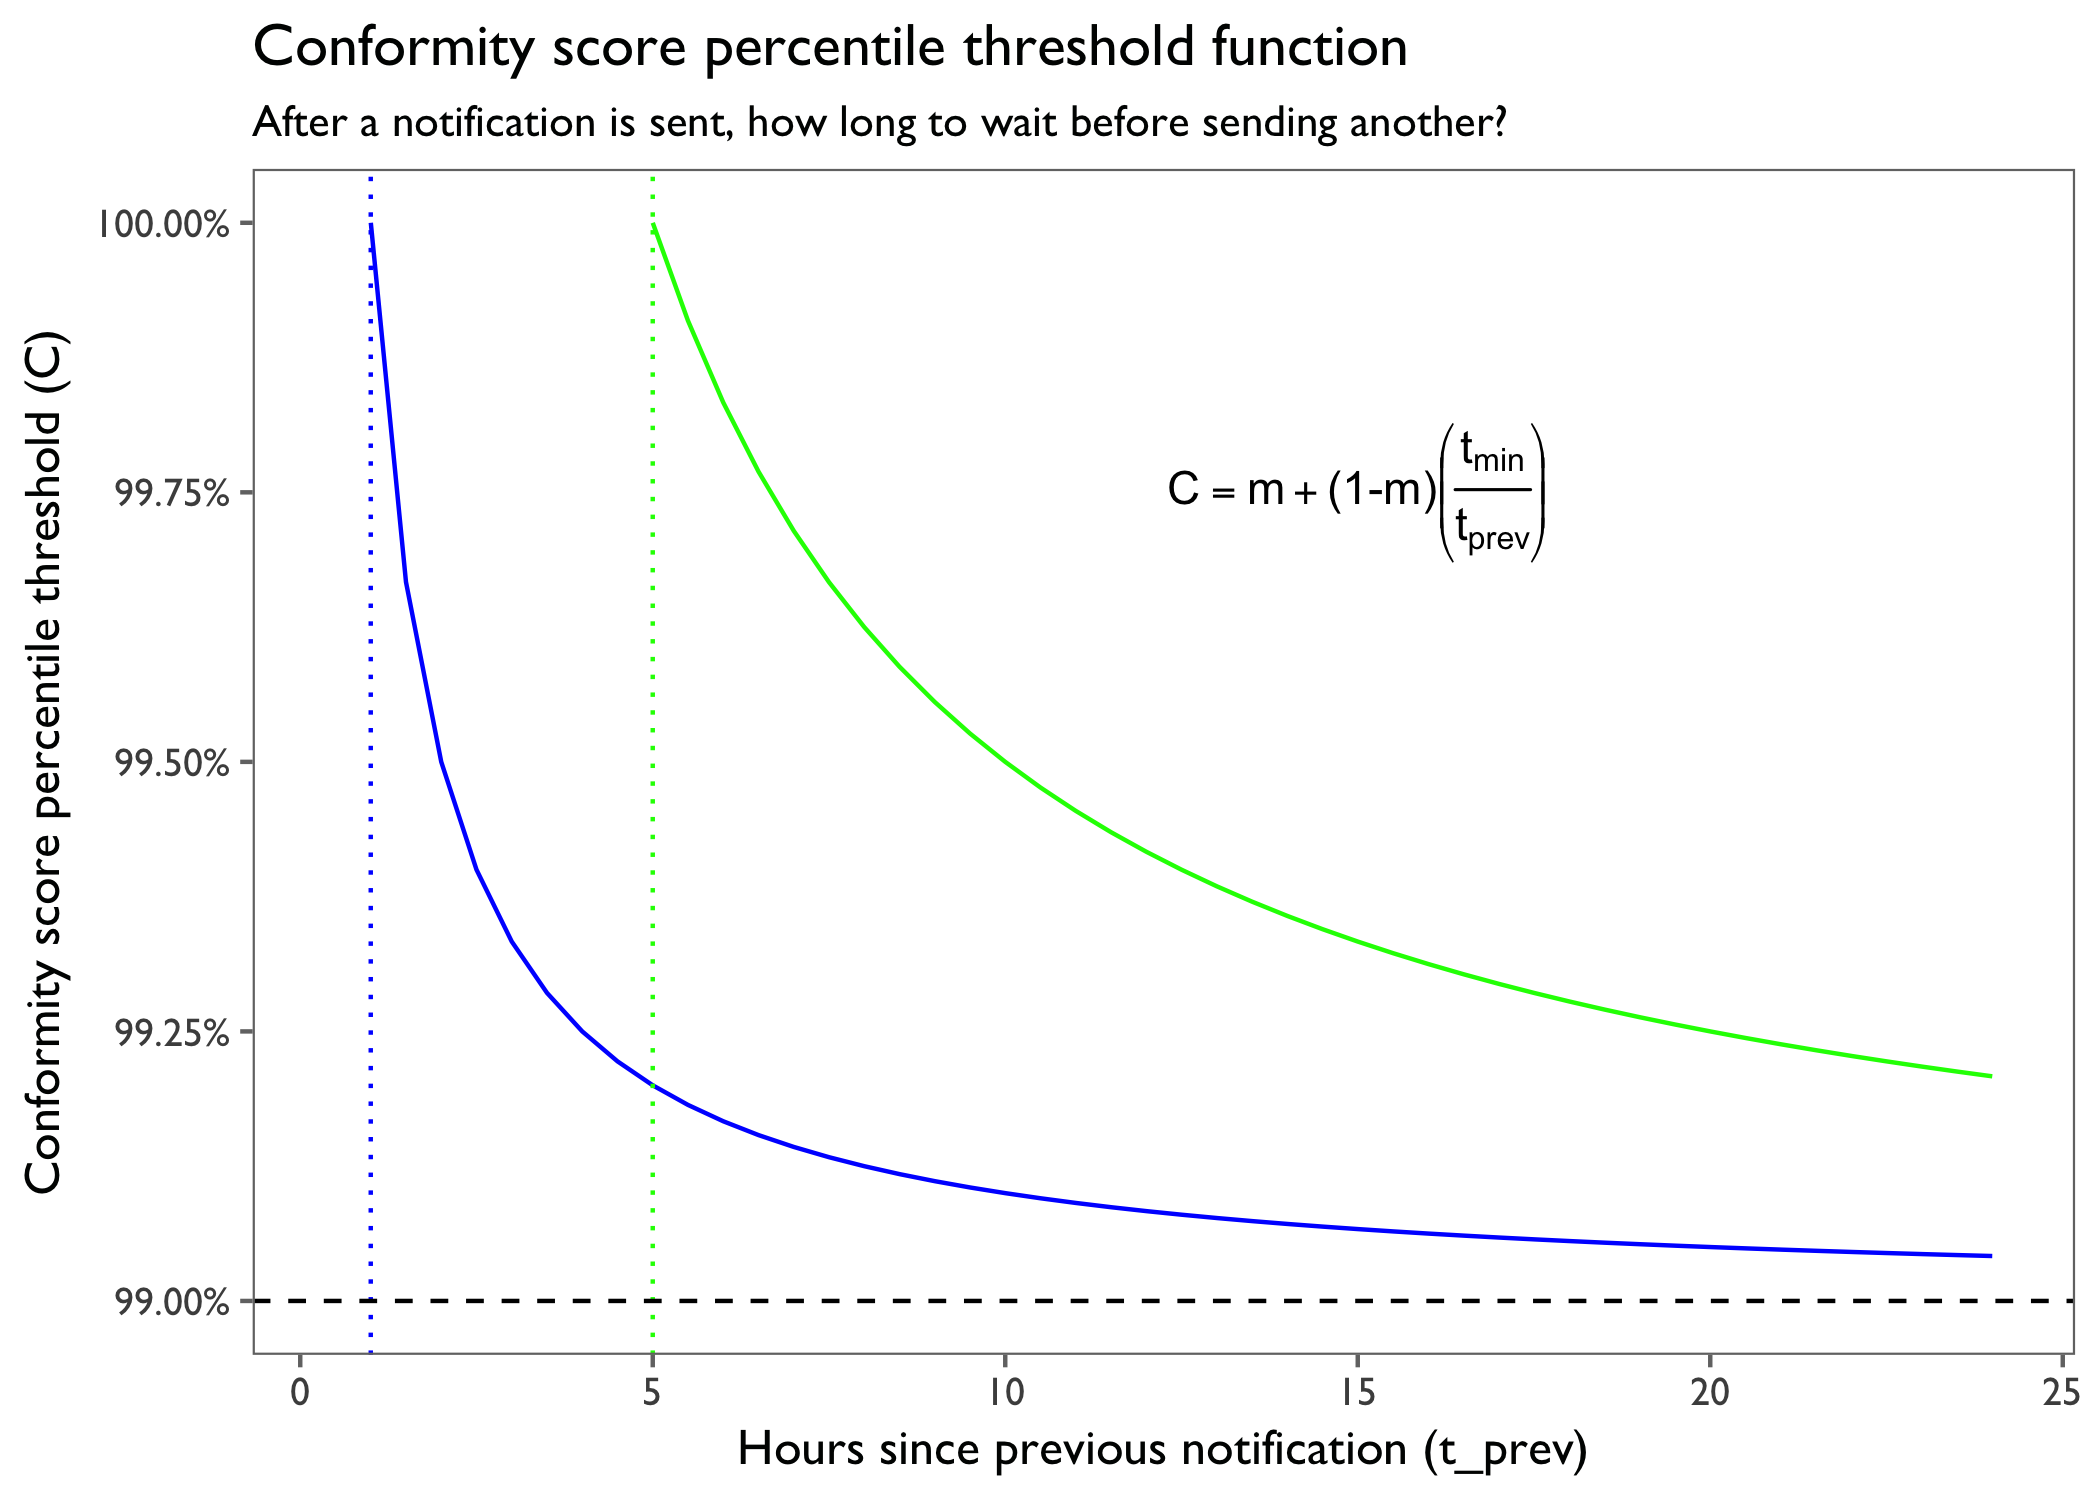 Conformity score percentile threshold function
After a notification is sent, how long to wait before sending another?
Conformity score percentile threshold (C)
100.00%
99.75%
99.50%
99.25%
99.00%
C = m + (1-m)(t_min/t_prev)
0 5 10 15 20 25
Hours since previous notification (t_prev)